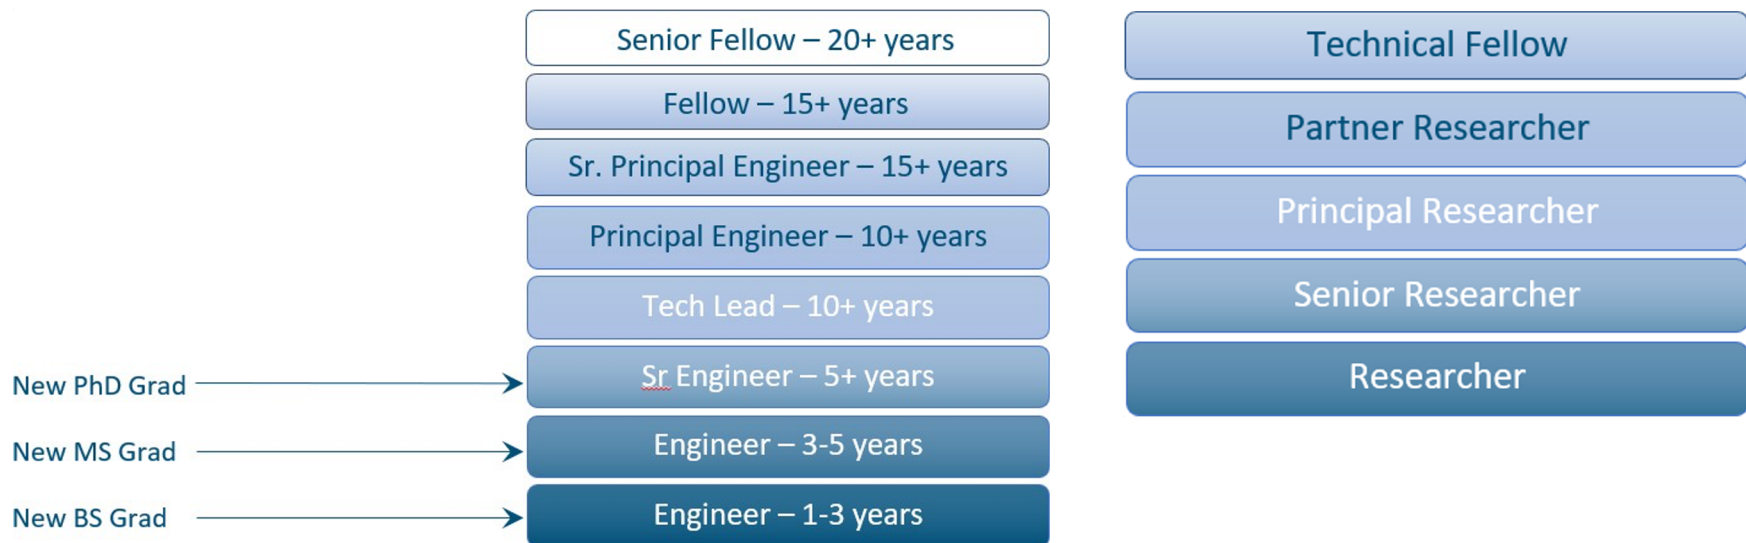 Senior Fellow – 20+ years
Fellow – 15+ years
Sr. Principal Engineer – 15+ years
Principal Engineer – 10+ years
Tech Lead – 10+ years
New PhD Grad
Sr Engineer – 5+ years
New MS Grad
Engineer – 3-5 years
New BS Grad
Engineer – 1-3 years
Technical Fellow
Partner Researcher
Principal Researcher
Senior Researcher
Researcher